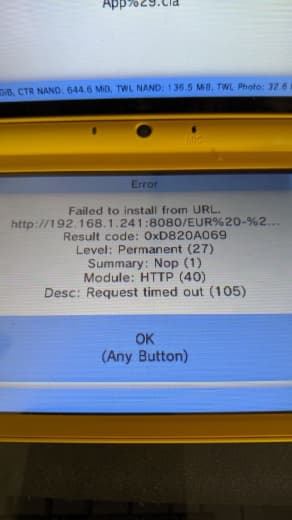 App%29.cia
GiB, CTR NAND: 644.6 MiB, TWL NAND: 136.5 MiB, TWL Photo: 32.6
Error
Failed to install from URL.
http://192.168.1.241:8080/EUR%20-%2...
Result code: 0xD820A069
Level: Permanent (27)
Summary: Nop (1)
Module: HTTP (40)
Desc: Request timed out (105)
OK
(Any Button)